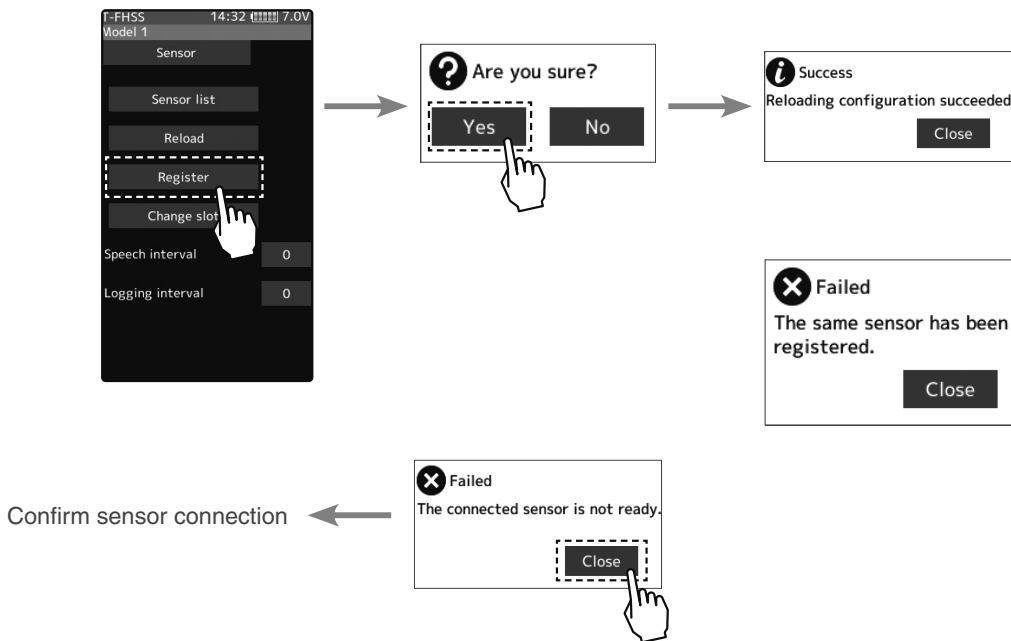 T-FHSS 14:32 7.0V
Model 1
Sensor
Sensor list
Reload
Register
Change slot
Speech interval 0
Logging interval 0
Are you sure?
Yes No
Success
Reloading configuration succeeded
Close
Failed
The same sensor has been
registered.
Close
Failed
The connected sensor is not ready.
Close
Confirm sensor connection